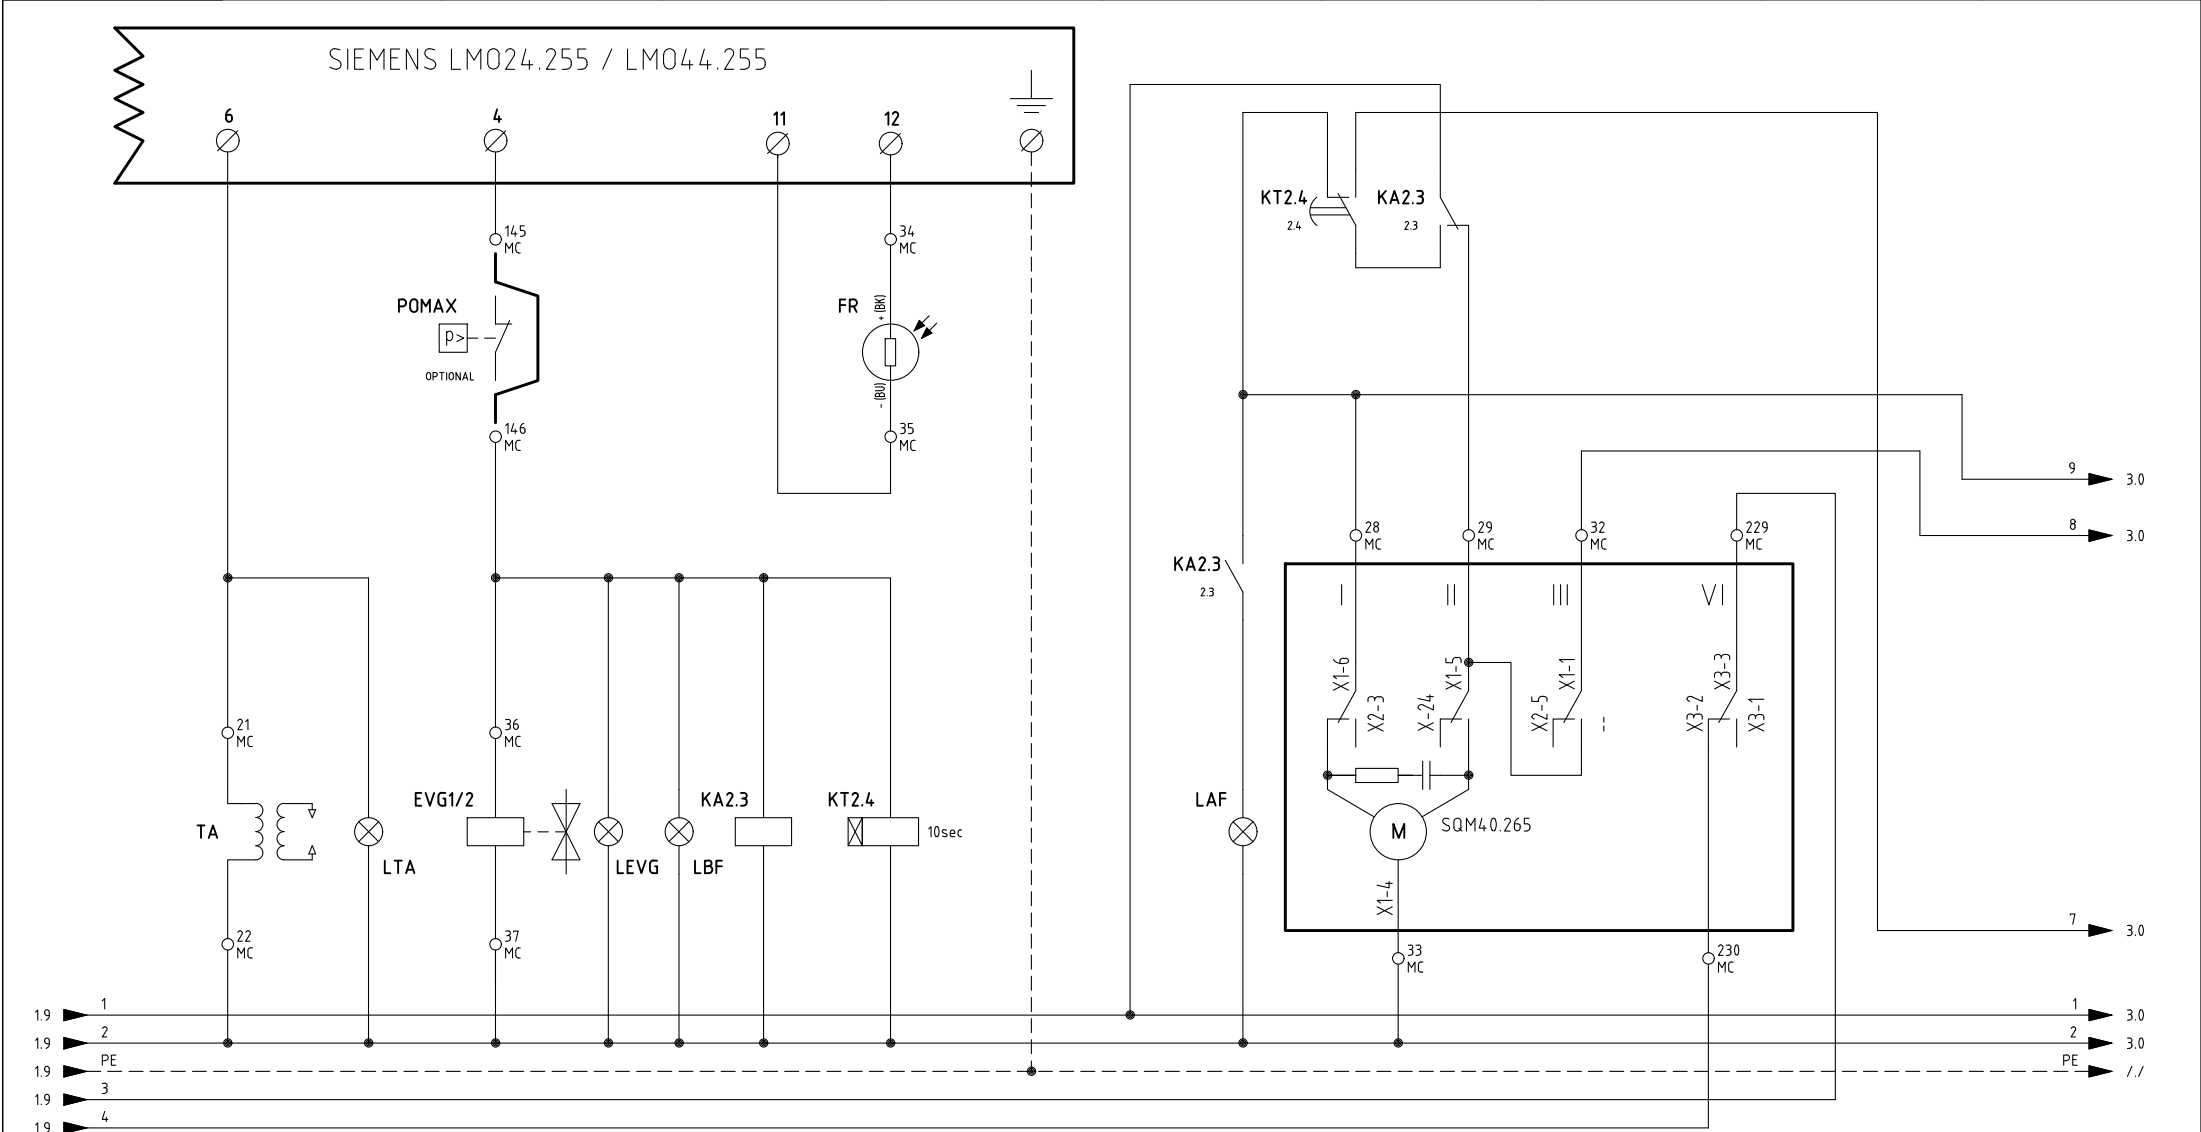 SIEMENS LMO24.255 / LMO44.255
6
4
11
12
145
MC
34
MC
KT2.4
2.4
KA2.3
2.3
POMAX
P>
OPTIONAL
FR
+ (BK)
- (BU)
146
MC
35
MC
9
3.0
8
3.0
28
MC
29
MC
32
MC
229
MC
KA2.3
2.3
I
II
III
VI
X1-6
X2-3
X-24
X1-5
X2-5
X1-1
--
X3-2
X3-3
X3-1
21
MC
36
MC
TA
LTA
EVG1/2
LEVG
LBF
KA2.3
KT2.4
10sec
LAF
M
SQM40.265
X1-4
22
MC
37
MC
33
MC
230
MC
7
3.0
1.9
1
1
3.0
1.9
2
2
3.0
1.9
PE
PE
/./
1.9
3
1.9
4